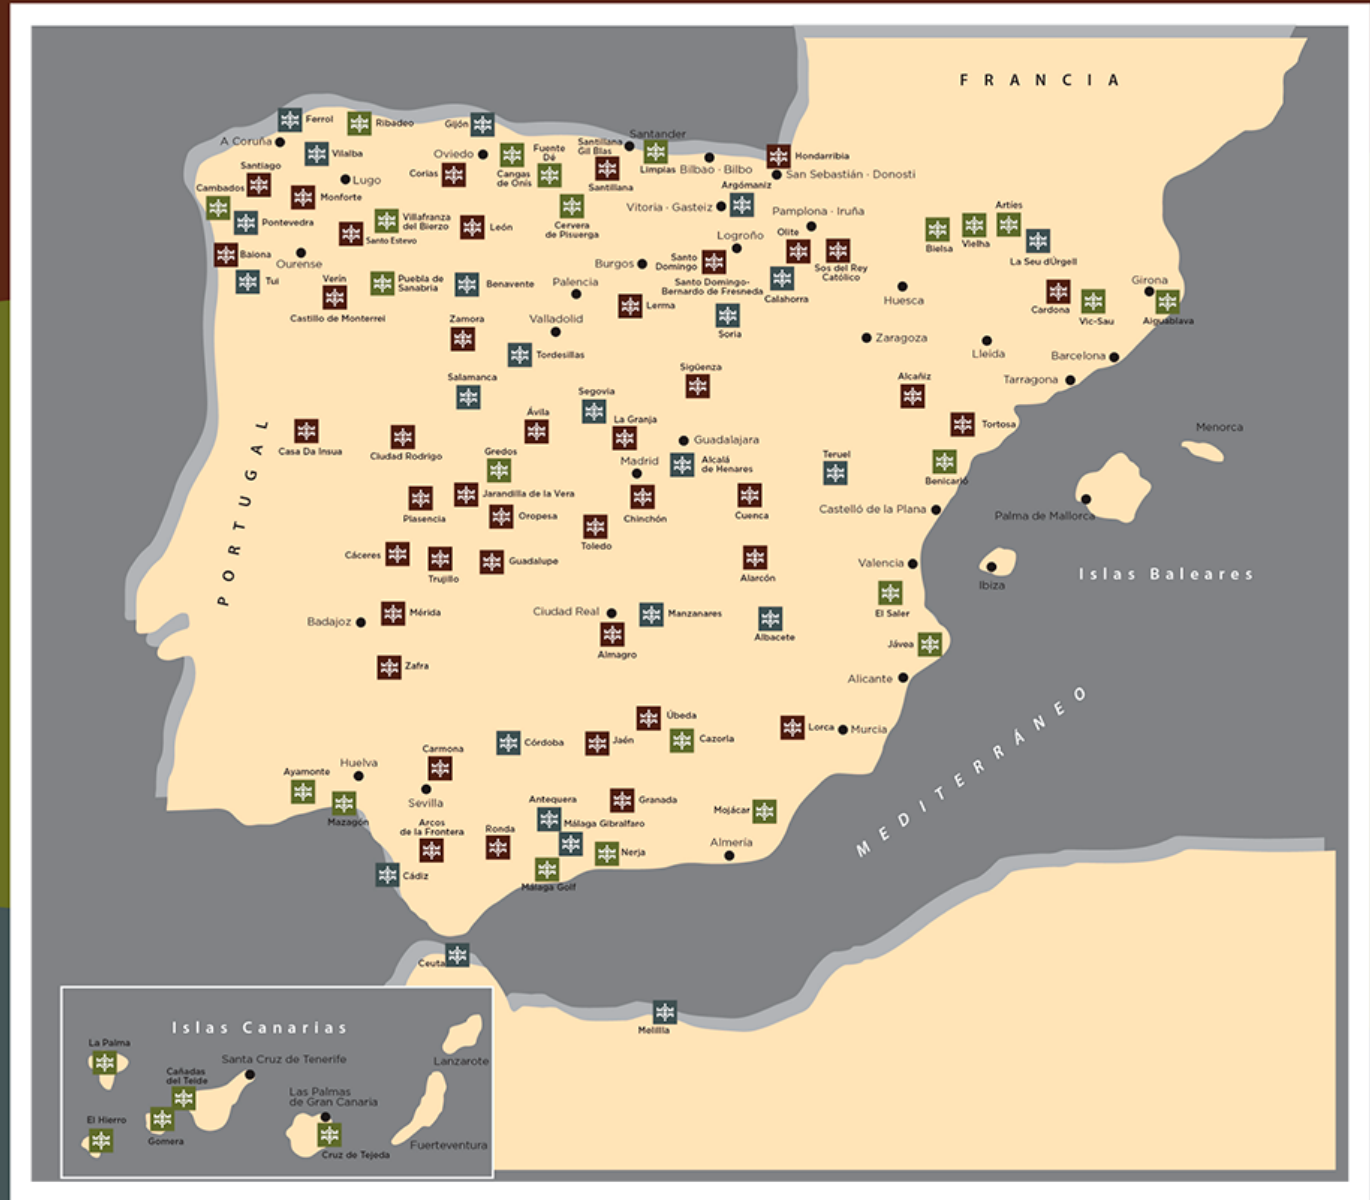 FRANCIA
Ferrol
Ribadeo
Gijón
A Coruña
Vilalba
Oviedo
Fuente
Dé
Santillana
Gil Blas
Santander
Limpias
Bilbao · Bilbo
Hondarribia
San Sebastián · Donosti
Santiago
Lugo
Corias
Cangas
de Onís
Santillana
Argómaniz
Cambados
Monforte
Vitoria · Gasteiz
Pamplona · Iruña
Pontevedra
Santo Estevo
Villafranza
del Bierzo
León
Cervera
de Pisuerga
Logroño
Olite
Bielsa
Vielha
Arties
La Seu dÚrgell
Baiona
Ourense
Burgos
Santo
Domingo
Sos del Rey
Católico
Tui
Verín
Castillo de Monterrei
Puebla de
Sanabria
Benavente
Palencia
Santo Domingo-
Bernardo de Fresneda
Calahorra
Huesca
Girona
Cardona
Vic-Sau
Aiguablava
Lerma
Soria
Zamora
Valladolid
Tordesillas
Zaragoza
Lleida
Barcelona
Tarragona
Salamanca
Segovia
Sigüenza
Alcañiz
Tortosa
Ávila
La Granja
PORTUGAL
Casa Da Insua
Ciudad Rodrigo
Gredos
Guadalajara
Madrid
Alcalá
de Henares
Teruel
Benicarló
Menorca
Plasencia
Jarandilla de la Vera
Oropesa
Toledo
Chinchón
Cuenca
Castelló de la Plana
Palma de Mallorca
Cáceres
Trujillo
Guadalupe
Alarcón
Valencia
Ibiza
Islas Baleares
El Saler
Badajoz
Mérida
Ciudad Real
Manzanares
Albacete
Almagro
Jávea
Zafra
Alicante
MEDITERRÁNEO
Úbeda
Lorca
Murcia
Córdoba
Jaén
Cazorla
Carmona
Huelva
Ayamonte
Mazagón
Sevilla
Antequera
Granada
Mojácar
Arcos
de la Frontera
Ronda
Málaga Gibralfaro
Nerja
Almería
Cádiz
Málaga Golf
Ceuta
Melilla
Islas Canarias
La Palma
Santa Cruz de Tenerife
Lanzarote
Cañadas
del Teide
Las Palmas
de Gran Canaria
El Hierro
Gomera
Cruz de Tejeda
Fuerteventura